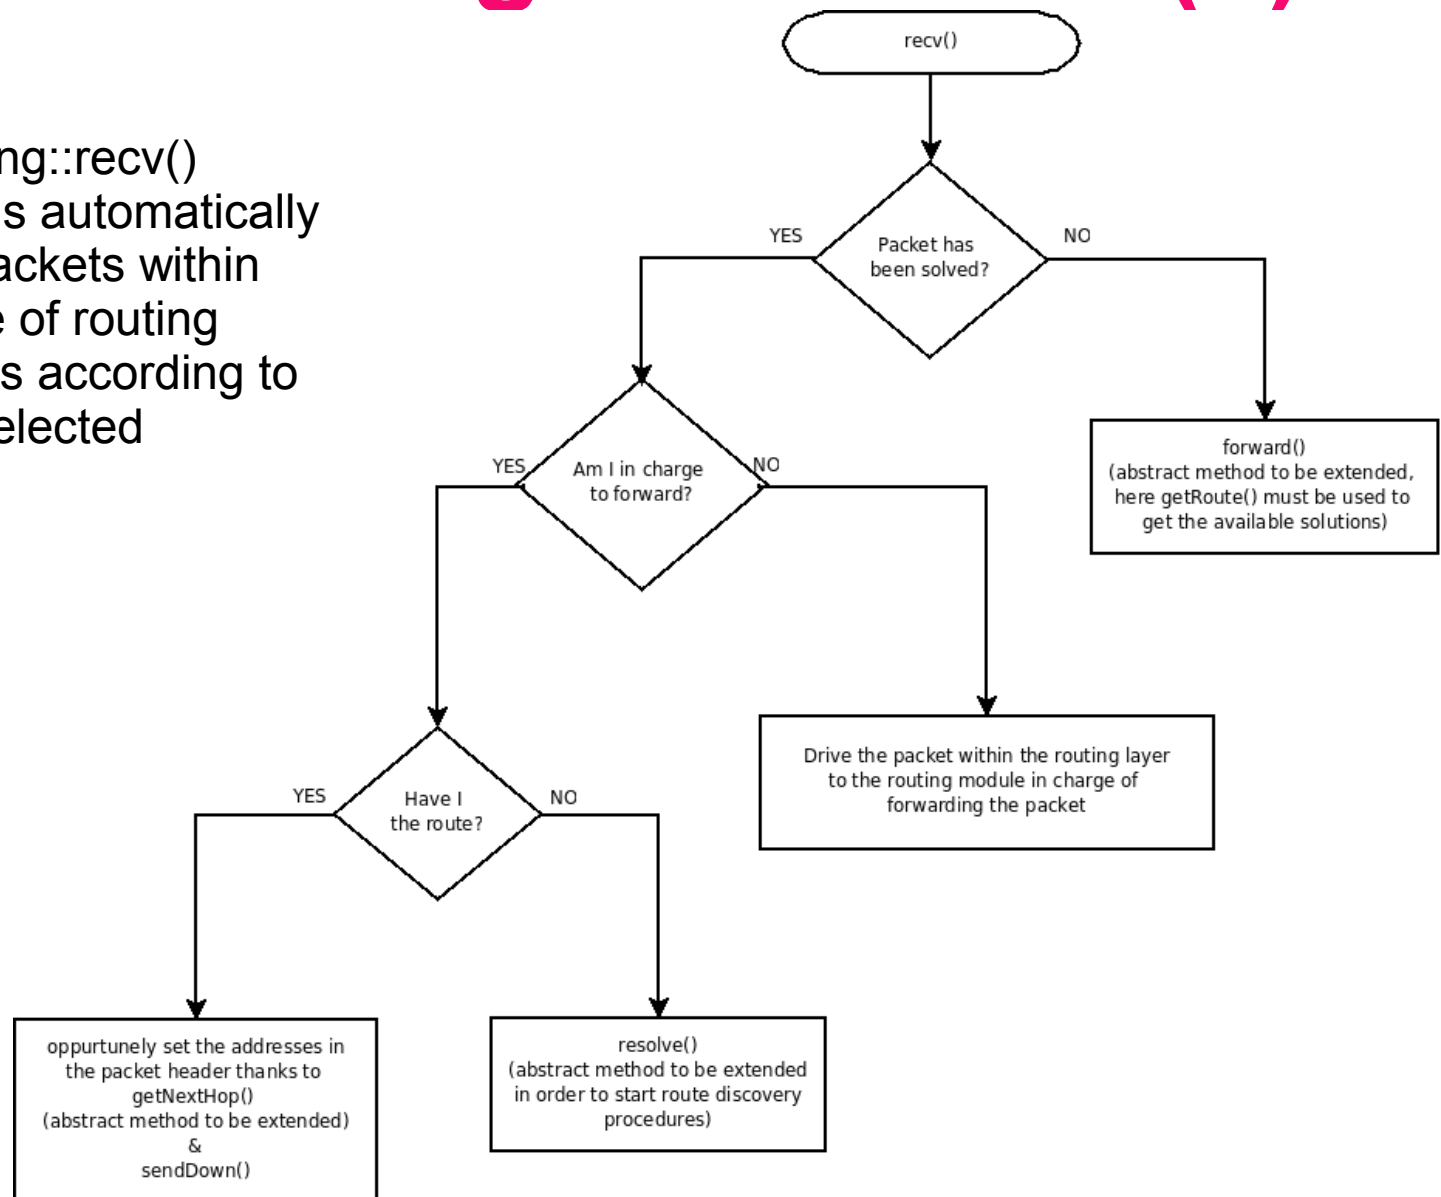 recv()
ng::recv()
s automatically
ackets within
e of routing
s according to
elected
YES
NO
Packet has
been solved?
YES
NO
Am I in charge
to forward?
forward()
(abstract method to be extended,
here getRoute() must be used to
get the available solutions)
Drive the packet within the routing layer
to the routing module in charge of
forwarding the packet
YES
NO
Have I
the route?
oppurtunely set the addresses in
the packet header thanks to
getNextHop()
(abstract method to be extended)
&
sendDown()
resolve()
(abstract method to be extended
in order to start route discovery
procedures)